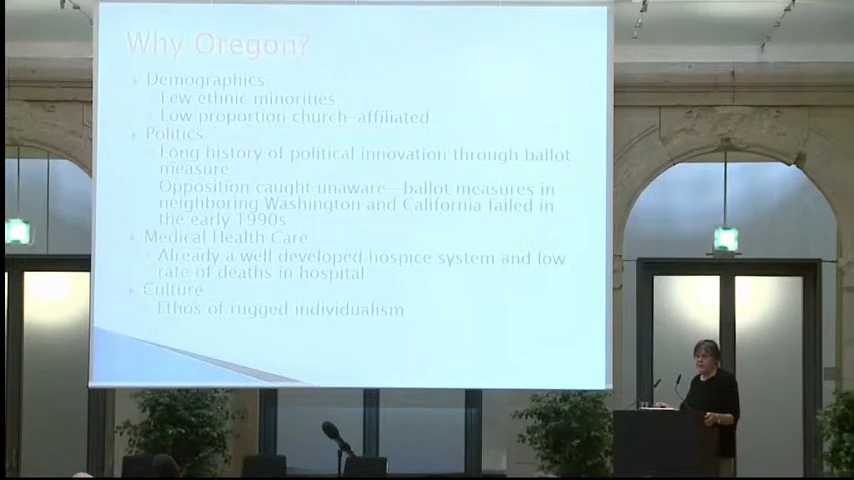 Why Oregon?
Demographics
Few ethnic minorities
Low proportion church-affiliated
Politics
Long history of political innovation through ballot
measure
Opposition caught unaware--ballot measures in
neighboring Washington and California failed in
the early 1990s
Medical Health Care
Already a well developed hospice system and low
rate of deaths in hospital
Culture
Ethos of rugged individualism